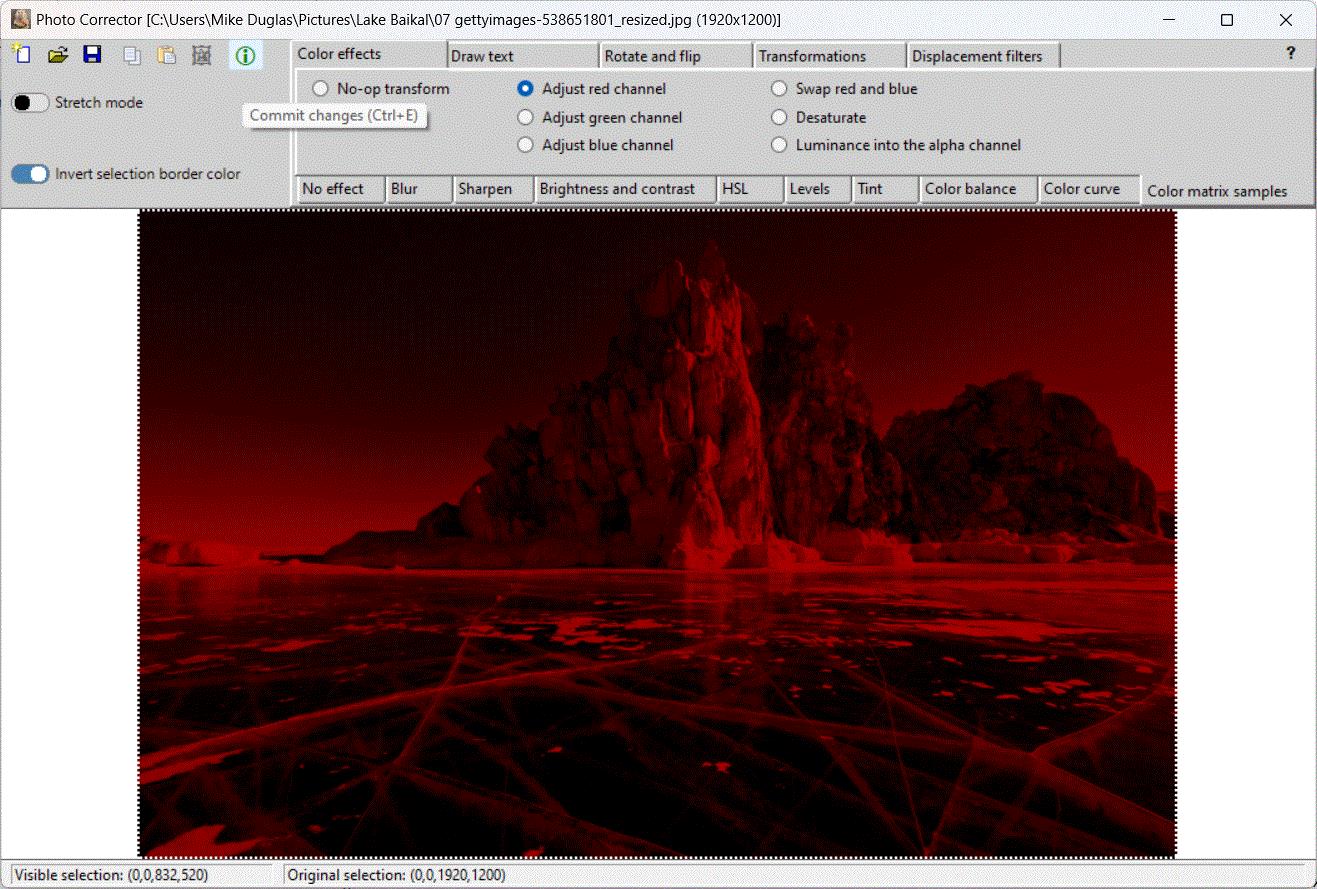 Photo Corrector [C:\Users\Mike Duglas\Pictures\Lake Baikal\07 gettyimages-538651801_resized.jpg (1920x1200)]
Color effects
Draw text
Rotate and flip
Transformations
Displacement filters
?
Stretch mode
Invert selection border color
Commit changes (Ctrl+E)
No-op transform
Adjust red channel
Swap red and blue
Adjust green channel
Desaturate
Adjust blue channel
Luminance into the alpha channel
No effect
Blur
Sharpen
Brightness and contrast
HSL
Levels
Tint
Color balance
Color curve
Color matrix samples
Visible selection: (0,0,832,520)
Original selection: (0,0,1920,1200)